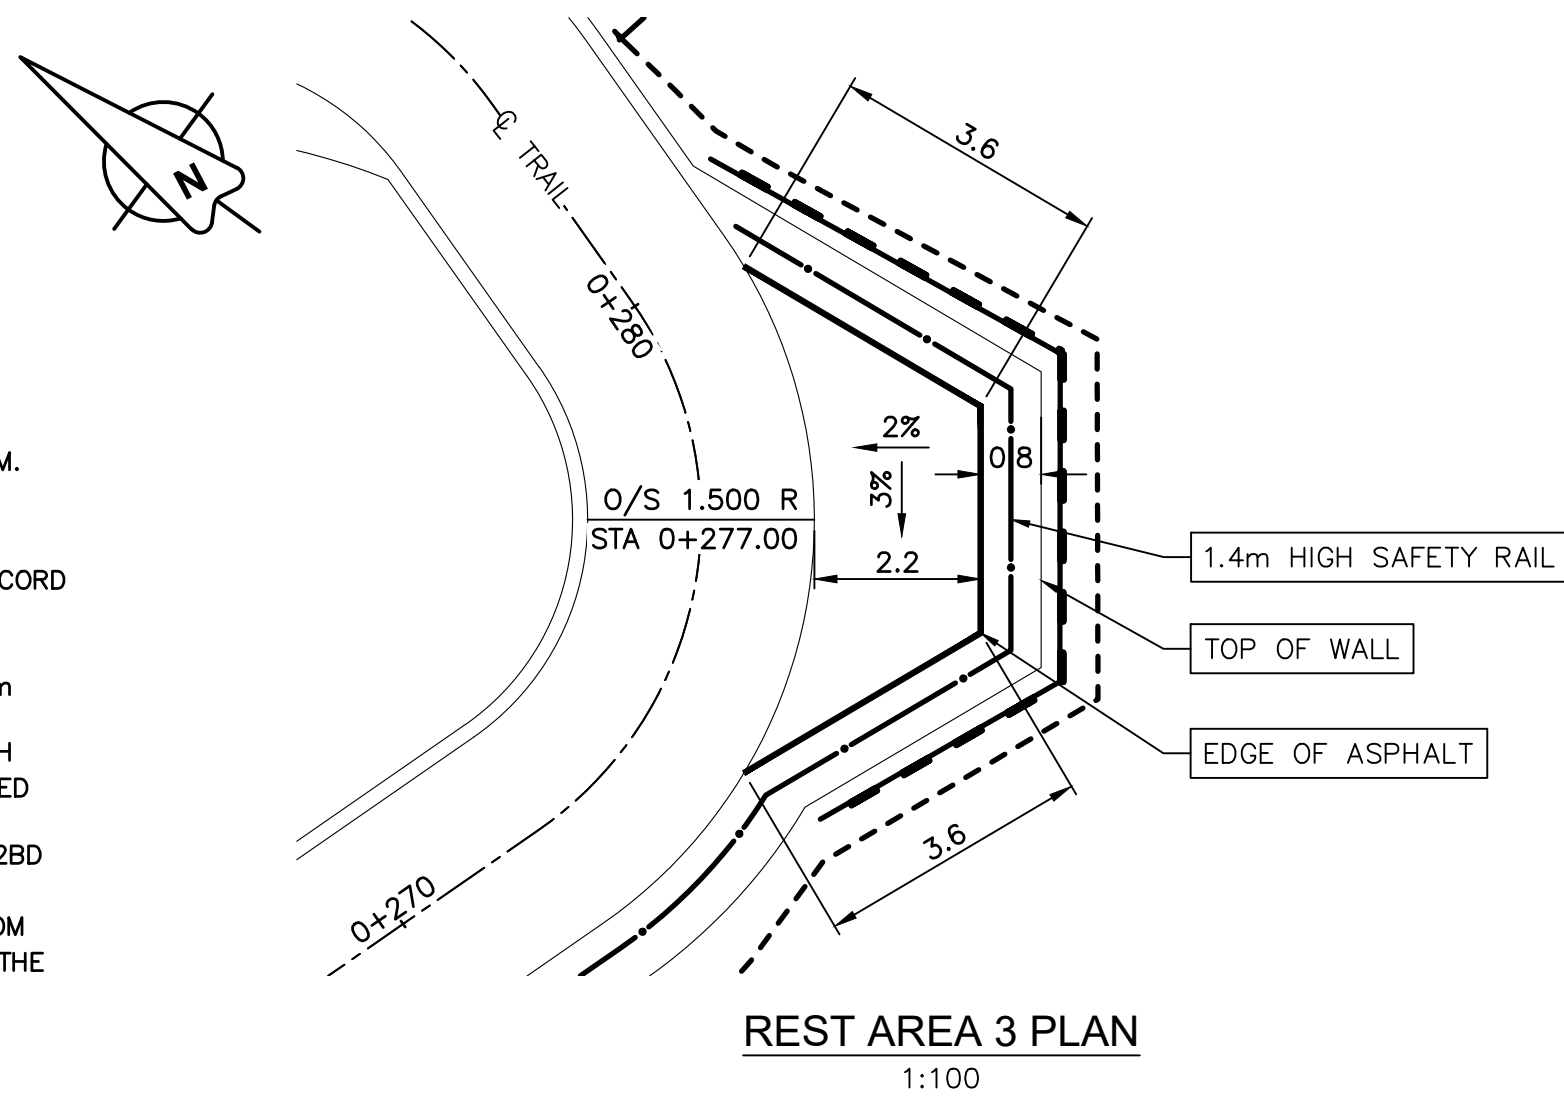 N
℄ TRAIL
3.6
0+280
M.
2%
0.8
3%
O/S 1.500 R
STA 0+277.00
2.2
1.4m HIGH SAFETY RAIL
CORD
TOP OF WALL
m
H
ED
EDGE OF ASPHALT
3.6
2BD
0+270
OM
THE
REST AREA 3 PLAN
1:100